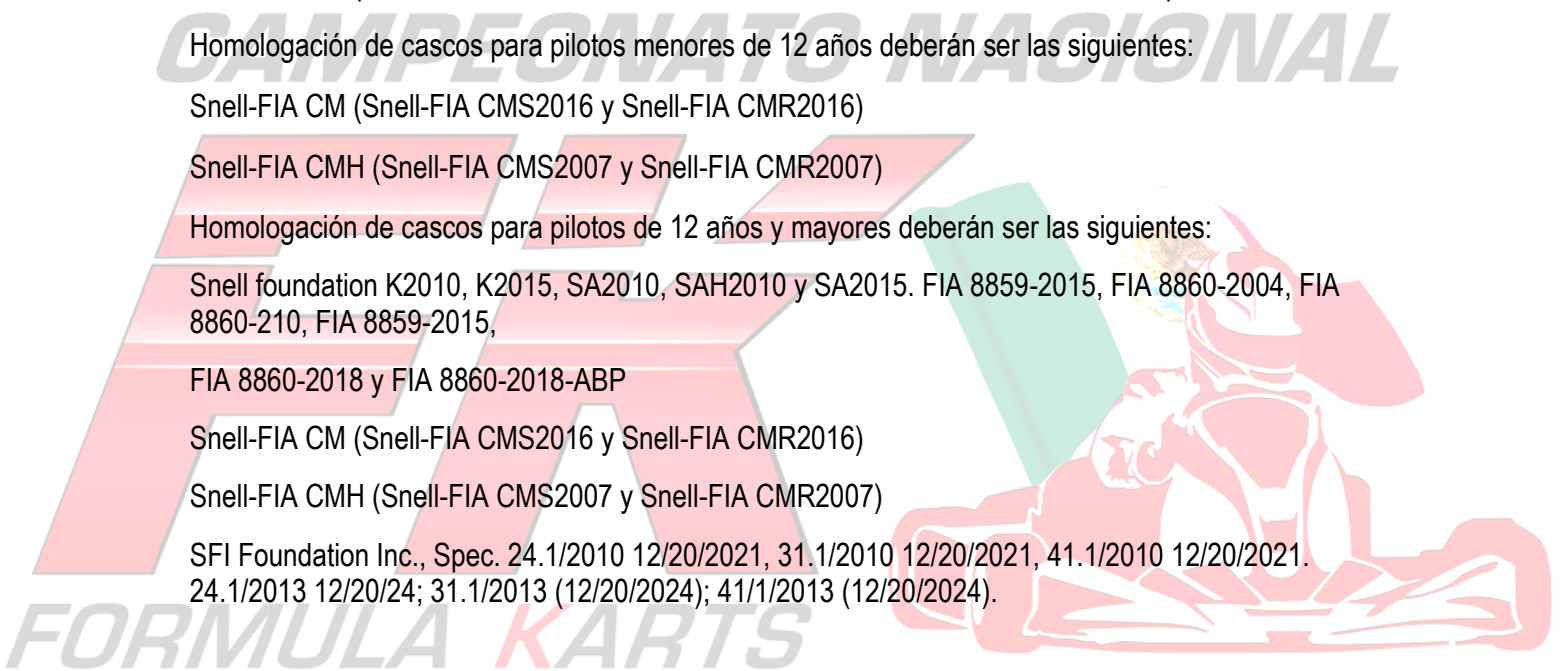 CAMPEONATO NACIONAL
Homologación de cascos para pilotos menores de 12 años deberán ser las siguientes:
Snell-FIA CM (Snell-FIA CMS2016 y Snell-FIA CMR2016)
Snell-FIA CMH (Snell-FIA CMS2007 y Snell-FIA CMR2007)
Homologación de cascos para pilotos de 12 años y mayores deberán ser las siguientes:
Snell foundation K2010, K2015, SA2010, SAH2010 y SA2015. FIA 8859-2015, FIA 8860-2004, FIA
8860-210, FIA 8859-2015,
FIA 8860-2018 y FIA 8860-2018-ABP
Snell-FIA CM (Snell-FIA CMS2016 y Snell-FIA CMR2016)
Snell-FIA CMH (Snell-FIA CMS2007 y Snell-FIA CMR2007)
SFI Foundation Inc., Spec. 24.1/2010 12/20/2021, 31.1/2010 12/20/2021, 41.1/2010 12/20/2021.
24.1/2013 12/20/24; 31.1/2013 (12/20/2024); 41/1/2013 (12/20/2024).
FK
FORMULA KARTS